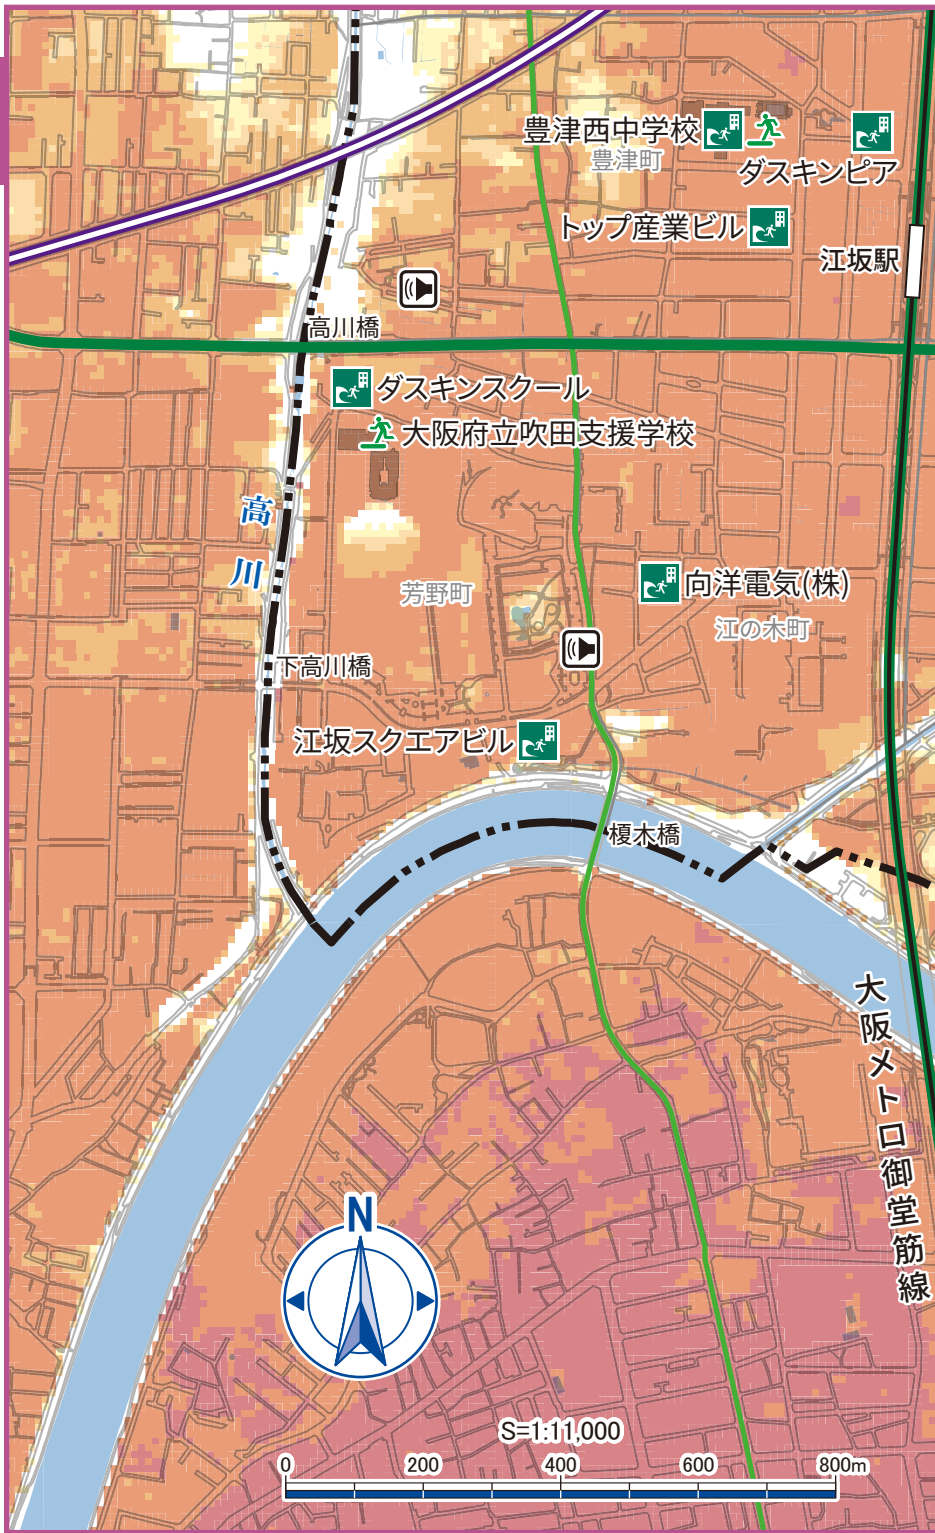 豊津西中学校
豊津町
ダスキンピア
トップ産業ビル
江坂駅
高川橋
ダスキンスクール
大阪府立吹田支援学校
高川
芳野町
向洋電気(株)
江の木町
下高川橋
江坂スクエアビル
榎木橋
大阪メトロ御堂筋線
N
S=1:11,000
0 200 400 600 800m